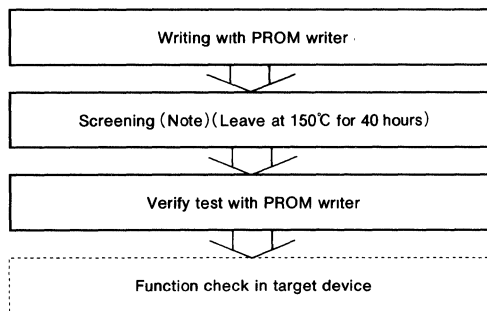 Writing with PROM writer
Screening (Note) (Leave at 150℃ for 40 hours)
Verify test with PROM writer
Function check in target device